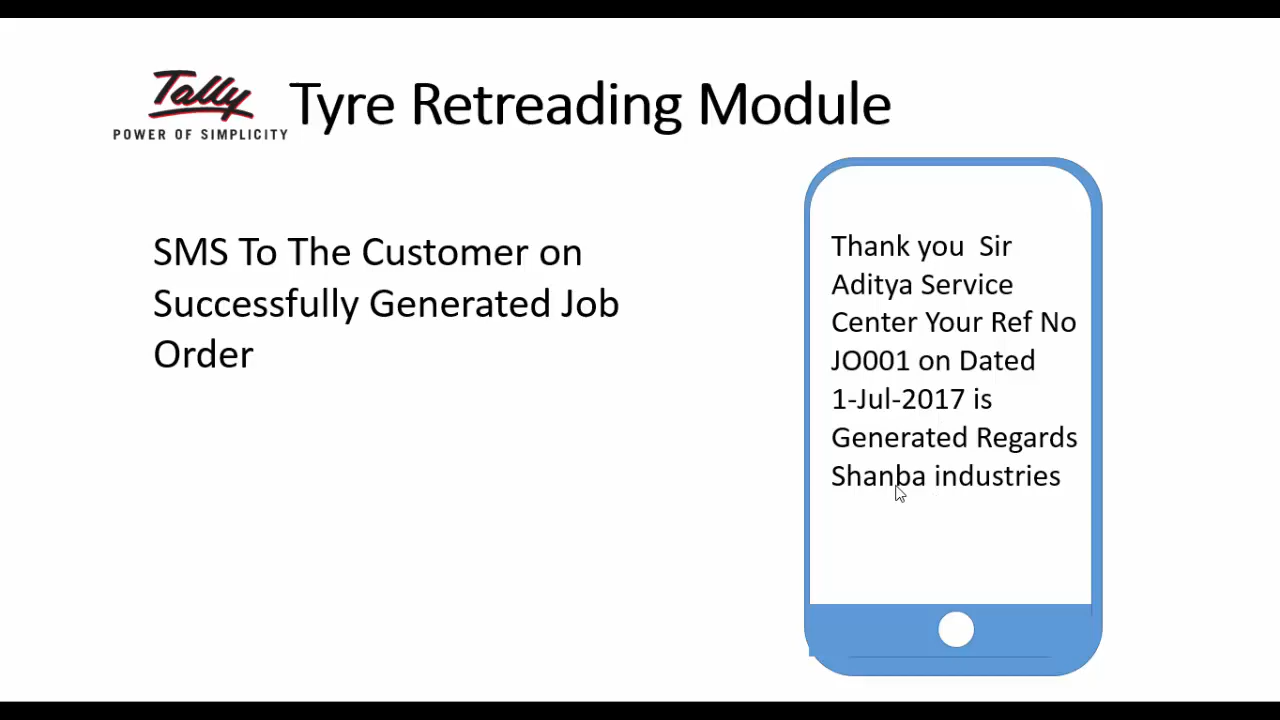 Tally
POWER OF SIMPLICITY
Tyre Retreading Module
SMS To The Customer on
Successfully Generated Job
Order
Thank you  Sir
Aditya Service
Center Your Ref No
JO001 on Dated
1-Jul-2017 is
Generated Regards
Shanba industries